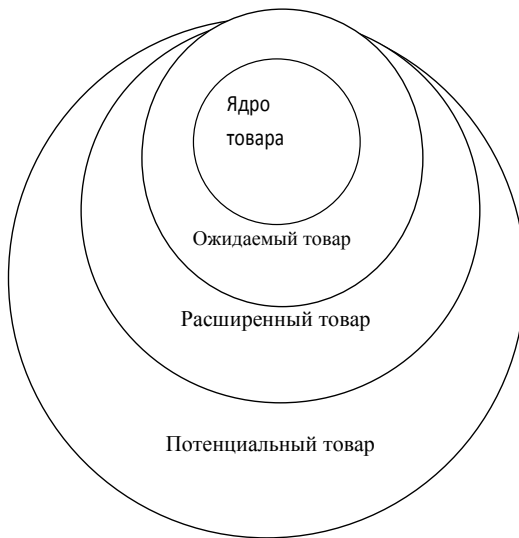 Ядро
товара
Ожидаемый товар
Расширенный товар
Потенциальный товар